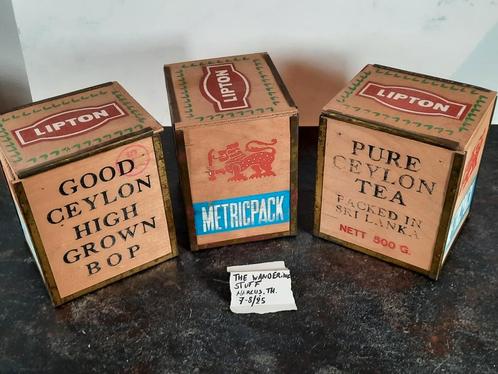 LIPTON
GOOD
CEYLON
HIGH
GROWN
BOP
LIPTON
METRICPACK
LIPTON
PURE
CEYLON
TEA
PACKED IN
SRI LANKA
NETT 500 G.
THE WANDERING
STUFF